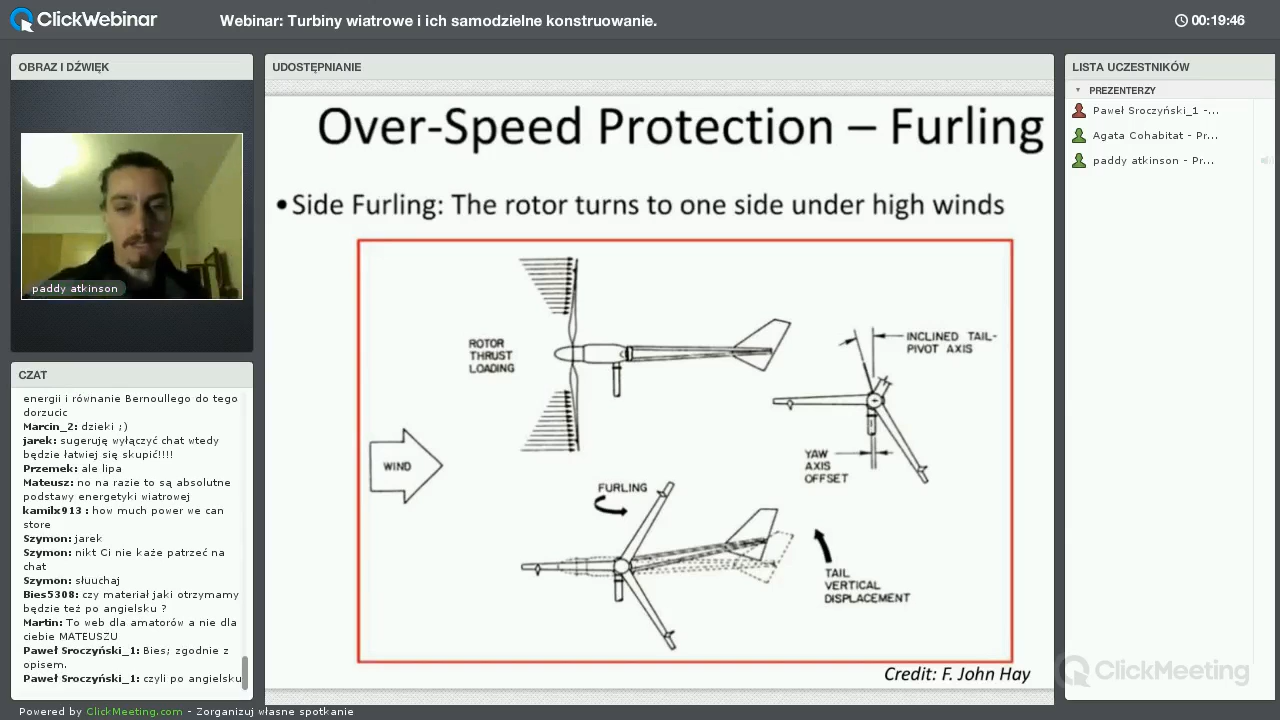 ClickWebinar
Webinar: Turbiny wiatrowe i ich samodzielne konstruowanie.
00:19:46
OBRAZ I DŹWIĘK
paddy atkinson
CZAT
energii i równanie Bernoullego do tego
dorzucic
Marcin_2: dzieki ;)
jarek: sugeruję wyłączyć chat wtedy
będzie łatwiej się skupić!!!!
Przemek: ale lipa
Mateusz: no nie ale to są absolutne
podstawy energetyki wiatrowej
kamilx913 : how much power we can
store
Szymon: jarek
Szymon: nikt Ci nie każe patrzeć na
chat
Szymon: słuuchaj
Bies5308: czy materiał jaki otrzymamy
będzie też po angielsku ?
Martin: To web dla amatorów a nie dla
ciebie MATEUSZU
Paweł Sroczyński_1: Bies; zgodnie z
opisem.
Paweł Sroczyński_1: czyli po angielsku
UDOSTĘPNIANIE
Over-Speed Protection – Furling
• Side Furling: The rotor turns to one side under high winds
ROTOR
THRUST
LOADING
INCLINED TAIL-
PIVOT AXIS
WIND
YAW
AXIS
OFFSET
FURLING
TAIL
VERTICAL
DISPLACEMENT
Credit: F. John Hay
LISTA UCZESTNIKÓW
PREZENTERZY
Paweł Sroczyński_1 -...
Agata Cohabitat - Pr...
paddy atkinson - Pr...
ClickMeeting
Powered by ClickMeeting.com - Zorganizuj własne spotkanie